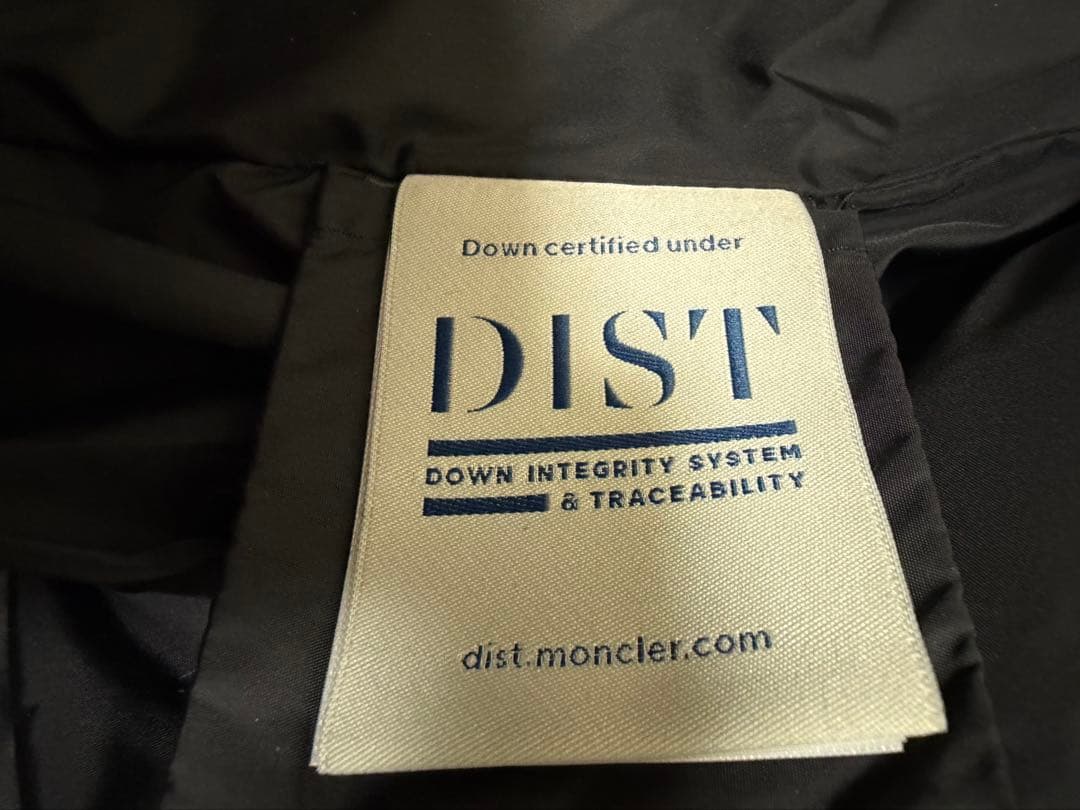 Down certified under
DIST
DOWN INTEGRITY SYSTEM
& TRACEABILITY
dist.moncler.com